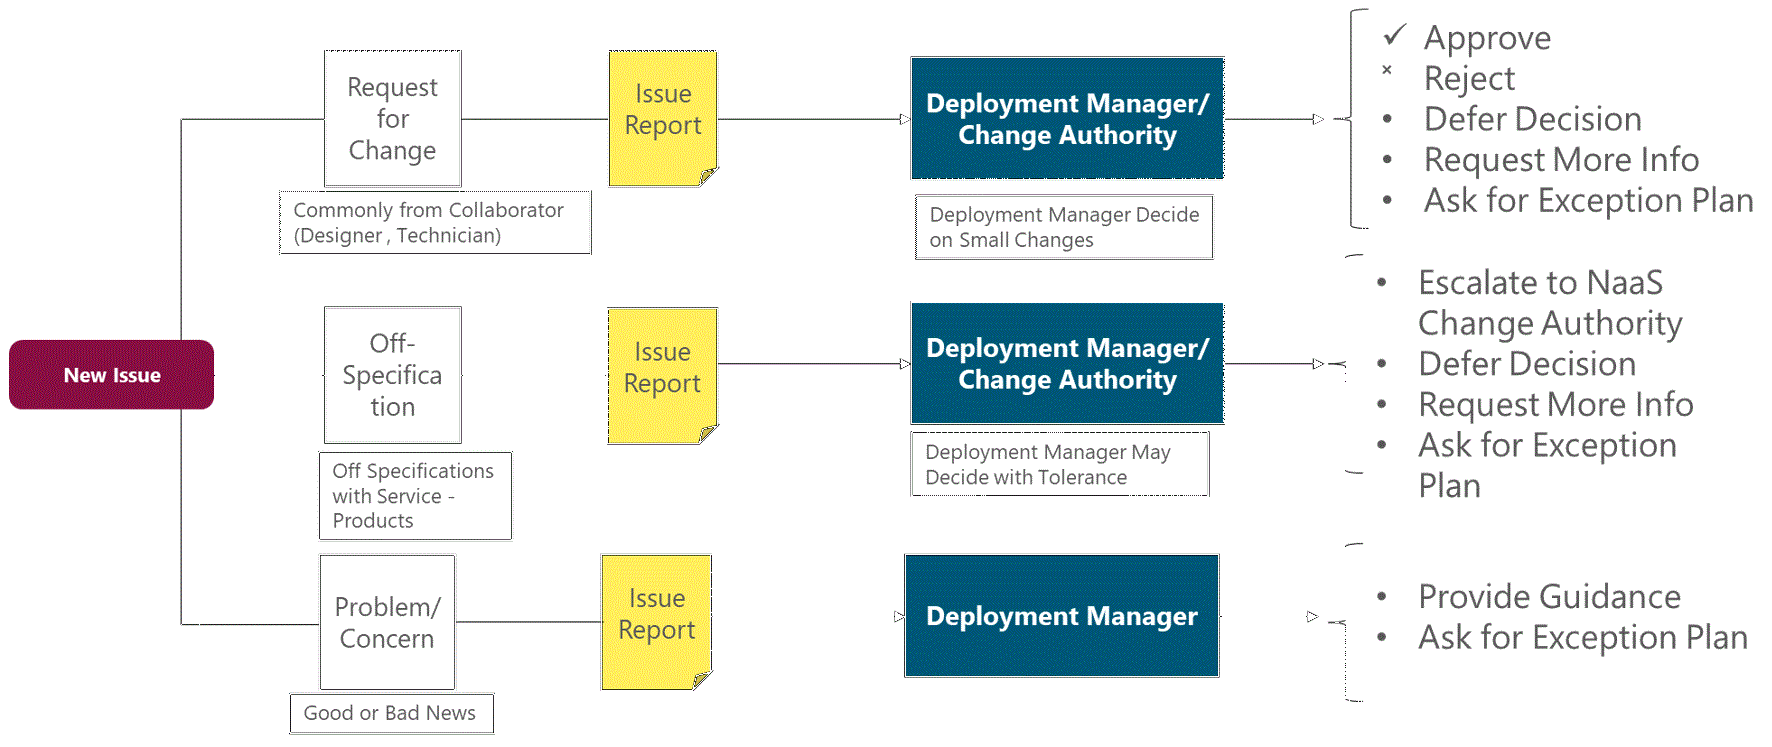 Request
for
Change
Issue
Report
Deployment Manager/
Change Authority
✓ Approve
× Reject
• Defer Decision
• Request More Info
• Ask for Exception Plan
Commonly from Collaborator
(Designer , Technician)
Deployment Manager Decide
on Small Changes
New Issue
Off-
Specifica
tion
Issue
Report
Deployment Manager/
Change Authority
• Escalate to NaaS
Change Authority
• Defer Decision
• Request More Info
• Ask for Exception
Plan
Off Specifications
with Service -
Products
Deployment Manager May
Decide with Tolerance
Problem/
Concern
Issue
Report
Deployment Manager
• Provide Guidance
• Ask for Exception Plan
Good or Bad News